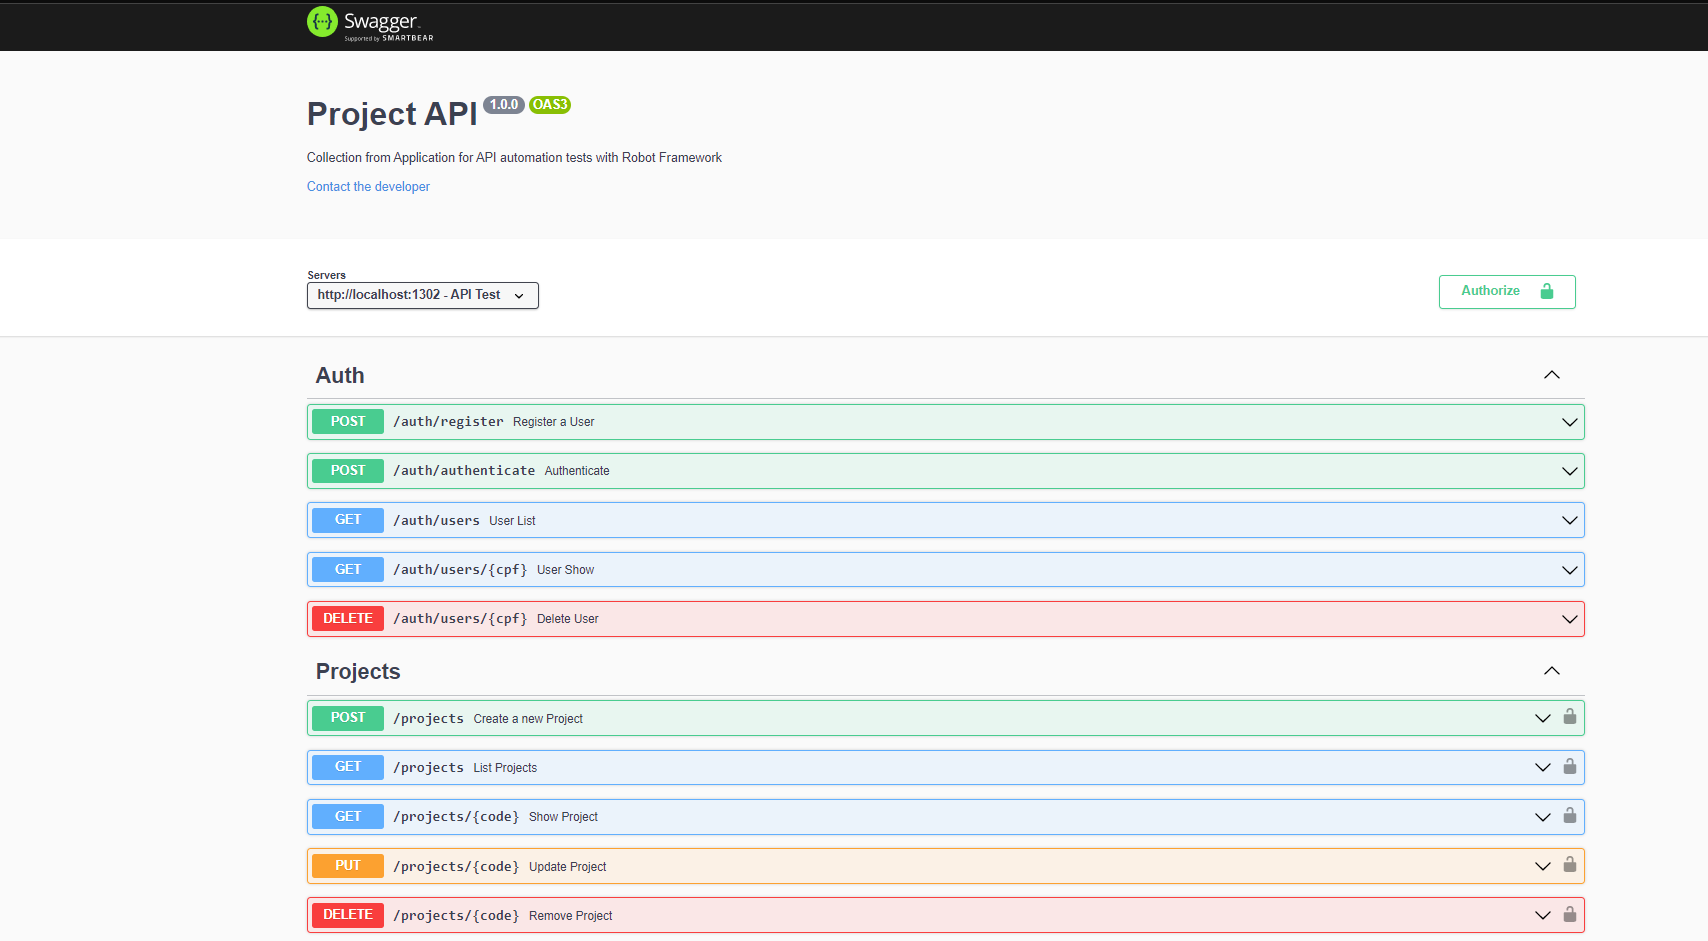 {···} Swagger
Supported by SMARTBEAR
Project API 1.0.0 OAS3
Collection from Application for API automation tests with Robot Framework
Contact the developer
Servers
http://localhost:1302 - API Test
Authorize
Auth
POST /auth/register Register a User
POST /auth/authenticate Authenticate
GET /auth/users User List
GET /auth/users/{cpf} User Show
DELETE /auth/users/{cpf} Delete User
Projects
POST /projects Create a new Project
GET /projects List Projects
GET /projects/{code} Show Project
PUT /projects/{code} Update Project
DELETE /projects/{code} Remove Project